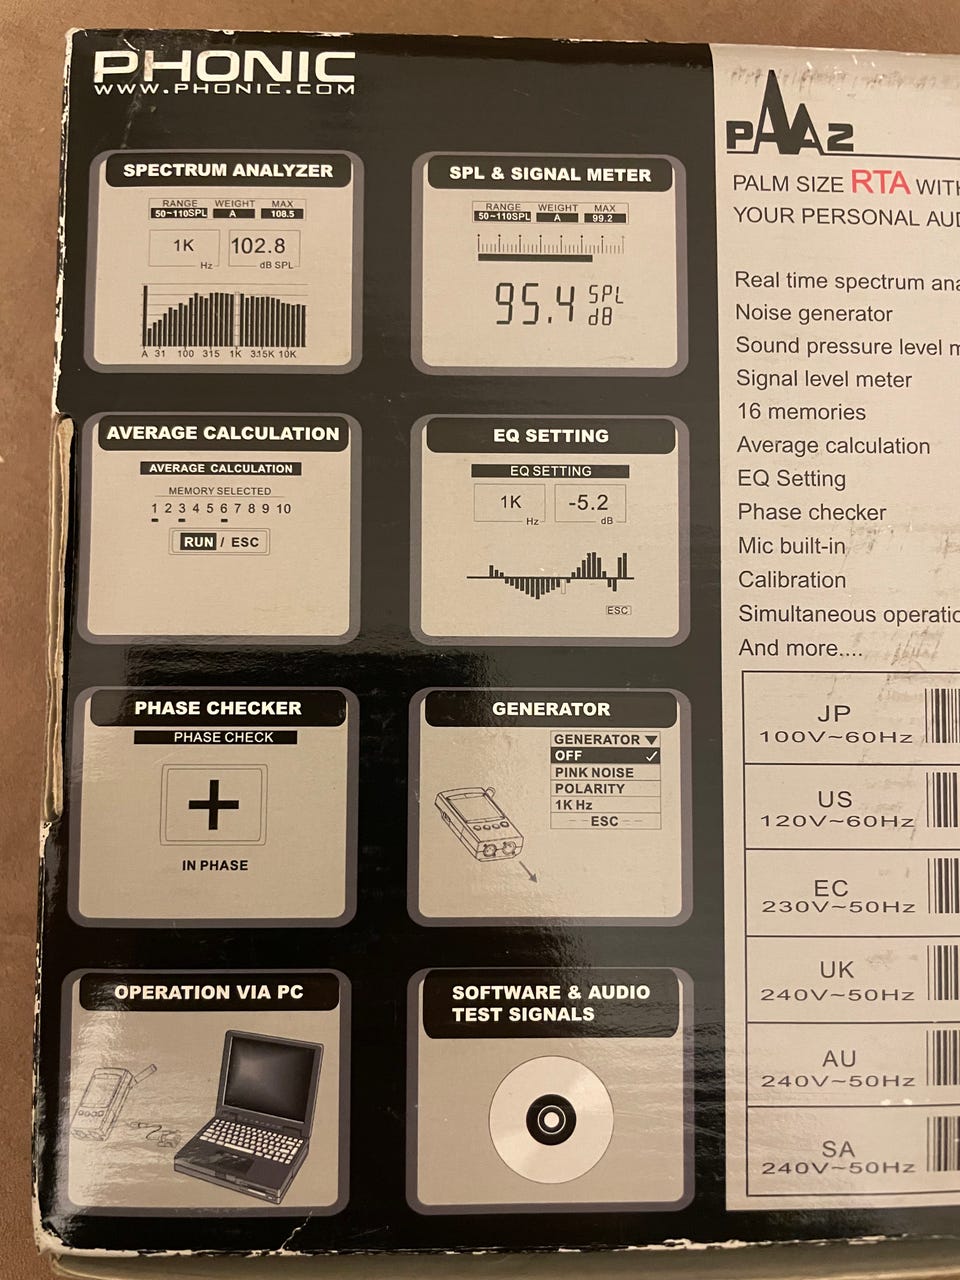 PHONIC
WWW.PHONIC.COM
SPECTRUM ANALYZER
RANGE WEIGHT MAX
50~110SPL A 108.5
1K Hz
102.8 dB SPL
A 31 100 315 1K 3.15K 10K
SPL & SIGNAL METER
RANGE WEIGHT MAX
50~110SPL A 99.2
95.4 SPL dB
AVERAGE CALCULATION
AVERAGE CALCULATION
MEMORY SELECTED
1 2 3 4 5 6 7 8 9 10
RUN / ESC
EQ SETTING
EQ SETTING
1K Hz
-5.2 dB
ESC
PHASE CHECKER
PHASE CHECK
+
IN PHASE
GENERATOR
GENERATOR ▼
OFF ✓
PINK NOISE
POLARITY
1K Hz
ESC
OPERATION VIA PC
SOFTWARE & AUDIO
TEST SIGNALS
PAA2
PALM SIZE RTA WITH
YOUR PERSONAL
Real time spectrum
Noise generator
Sound pressure level
Signal level meter
16 memories
Average calculation
EQ Setting
Phase checker
Mic built-in
Calibration
Simultaneous
And more....
JP
100V~60Hz
US
120V~60Hz
EC
230V~50Hz
UK
240V~50Hz
AU
240V~50Hz
SA
240V~50Hz